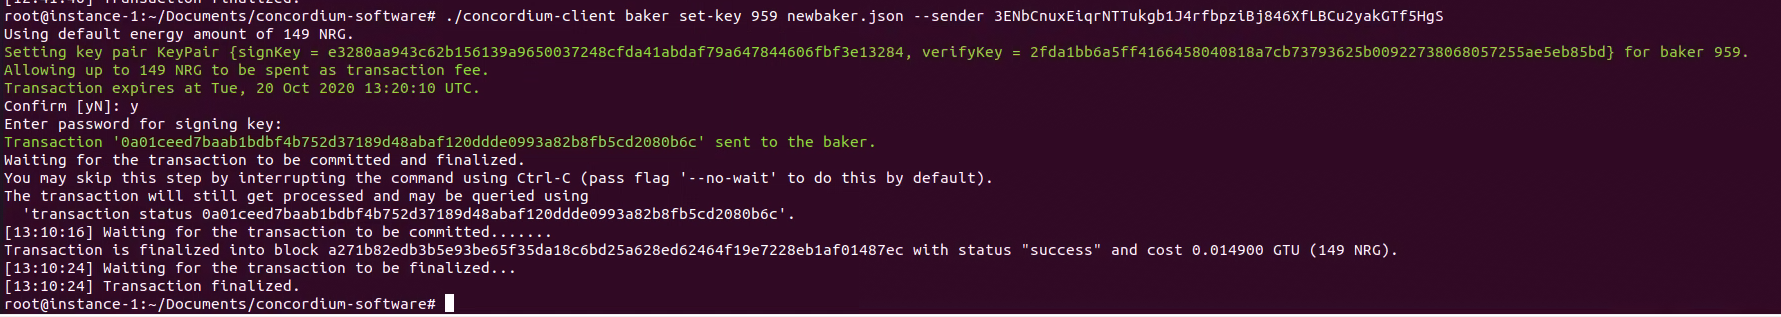 [12:41:40] Transaction finalized.
root@instance-1:~/Documents/concordium-software# ./concordium-client baker set-key 959 newbaker.json --sender 3ENbCnuxEiqrNTTukgb1J4rfbpziBj846XfLBCu2yakGTf5HgS
Using default energy amount of 149 NRG.
Setting key pair KeyPair {signKey = e3280aa943c62b156139a9650037248cfda41abdaf79a647844606fbf3e13284, verifyKey = 2fda1bb6a5ff4166458040818a7cb73793625b00922738068057255ae5eb85bd} for baker 959.
Allowing up to 149 NRG to be spent as transaction fee.
Transaction expires at Tue, 20 Oct 2020 13:20:10 UTC.
Confirm [yN]: y
Enter password for signing key:
Transaction '0a01ceed7baab1bdbf4b752d37189d48abaf120ddde0993a82b8fb5cd2080b6c' sent to the baker.
Waiting for the transaction to be committed and finalized.
You may skip this step by interrupting the command using Ctrl-C (pass flag '--no-wait' to do this by default).
The transaction will still get processed and may be queried using
'transaction status 0a01ceed7baab1bdbf4b752d37189d48abaf120ddde0993a82b8fb5cd2080b6c'.
[13:10:16] Waiting for the transaction to be committed.......
Transaction is finalized into block a271b82edb3b5e93be65f35da18c6bd25a628ed62464f19e7228eb1af01487ec with status "success" and cost 0.014900 GTU (149 NRG).
[13:10:24] Waiting for the transaction to be finalized...
[13:10:24] Transaction finalized.
root@instance-1:~/Documents/concordium-software#